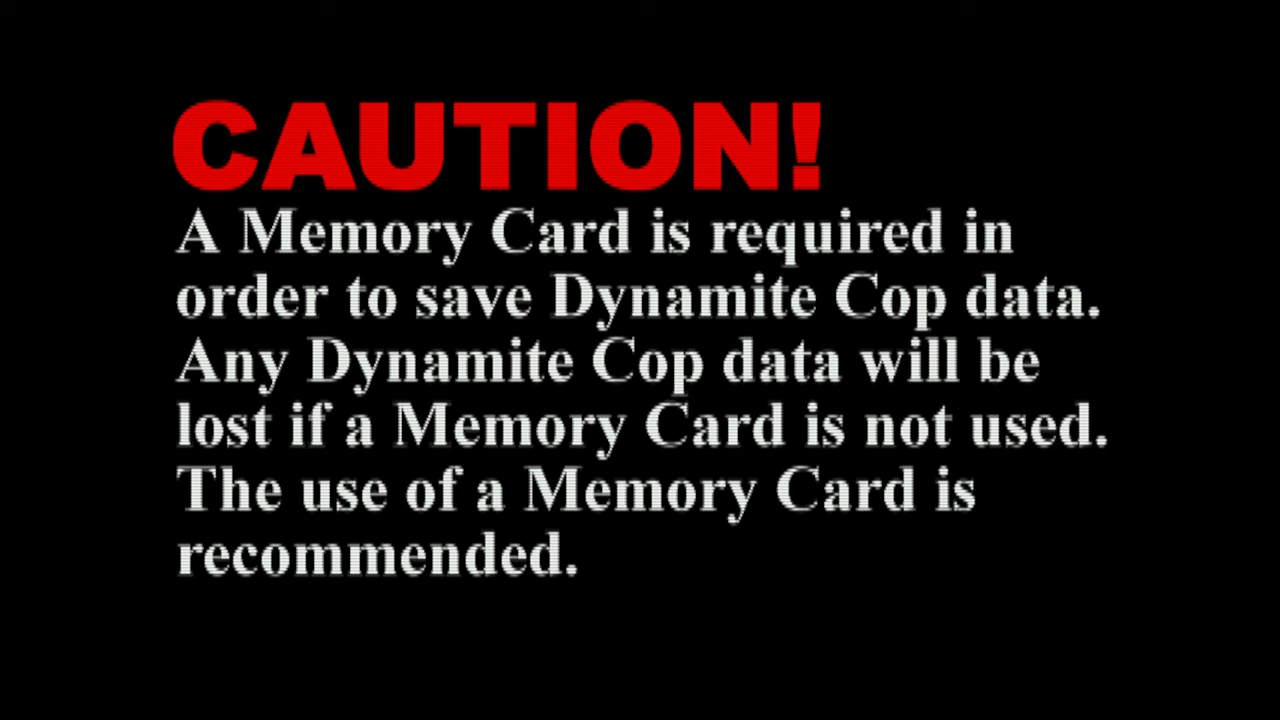 CAUTION!
A Memory Card is required in
order to save Dynamite Cop data.
Any Dynamite Cop data will be
lost if a Memory Card is not used.
The use of a Memory Card is
recommended.